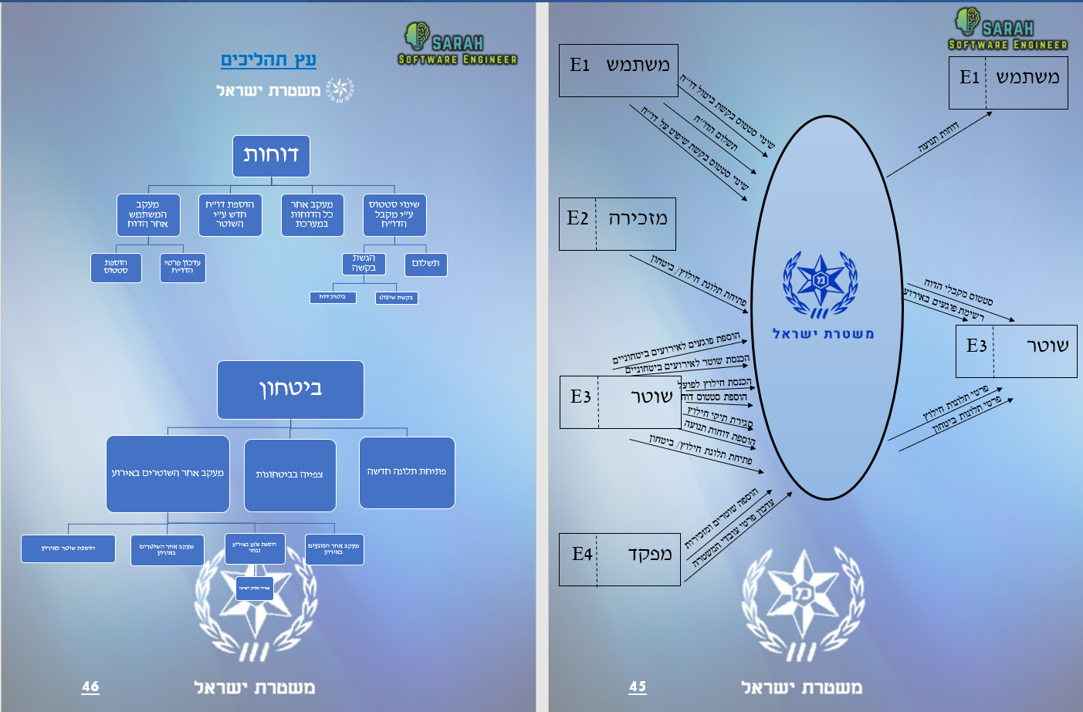 SARAH
SOFTWARE ENGINEER
משתמש E1
משתמש E1
שינוי סטטוס בקשת ביטול דו"ח
תשלום הדו"ח
שינוי סטטוס בקשת שיפוט על דו"ח
דוחות תנועה
מזכירה E2
פתיחת תלונת חילוץ/ ביטחון
משטרת ישראל
סטטוס מקבלי הדוח
רשימת פוגעים באירוע
שוטר E3
פרטי תלונות חילוץ
פרטי תלונות ביטחון
הוספת פוגעים לאירועים ביטחוניים
הכנסת שוטר לאירועים ביטחוניים
הכנסת חילוץ לפועל
הוספת סטטוס דוח
סגירת תיקי חילוץ
הוספת דוחות תנועה
פתיחת תלונת חילוץ/ ביטחון
שוטר E3
הוספת שוטרים ומזכירות
עדכון פרטי עובדי המשטרה
מפקד E4
משטרת ישראל
45
SARAH
SOFTWARE ENGINEER
עץ תהליכים
משטרת ישראל
דוחות
שינוי סטטוס
ע"י מקבל
הדו"ח
מעקב אחר
כל הדוחות
במערכת
הוספת דו"ח
חדש ע"י
השוטר
מעקב
המשתמש
אחר הדוח
תשלום
הגשת
בקשה
עדכון פרטי
הדו"ח
הוספת
סטטוס
בקשת שיפוט
ביטול דוח
ביטחון
פתיחת תלונה חדשה
צפייה בביטחונות
מעקב אחר השוטרים באירוע
מעקב אחר הפוגעים
באירוע
הוספת פוגע לאירוע
נבחר
מעקב אחר השוטרים
באירוע
הוספת שוטר לאירוע
משטרת ישראל
46